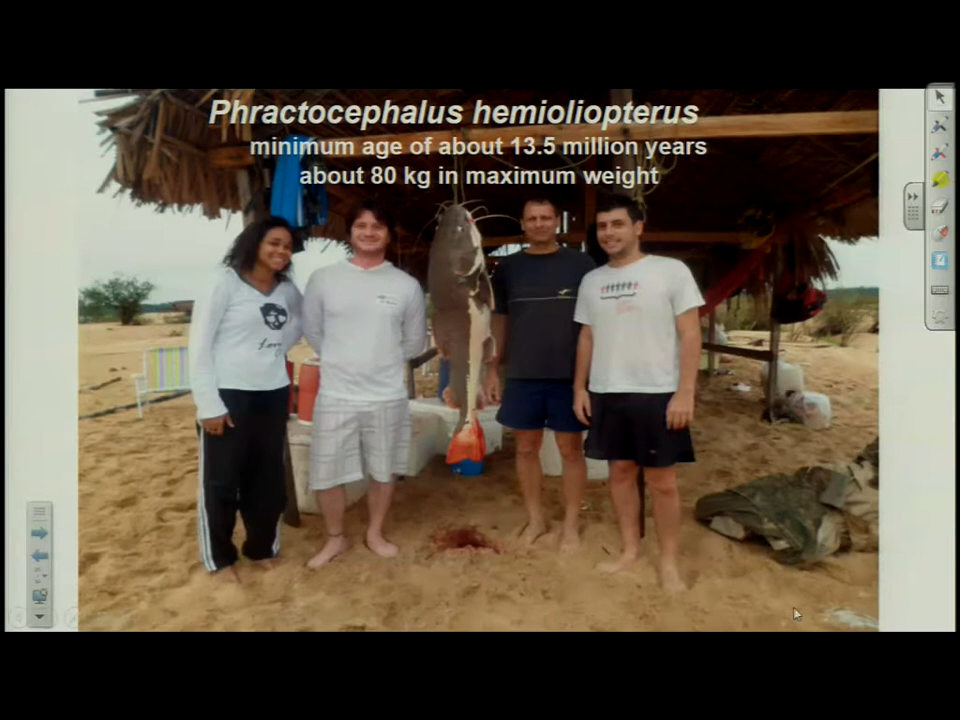 Phractocephalus hemioliopterus
minimum age of about 13.5 million years
about 80 kg in maximum weight